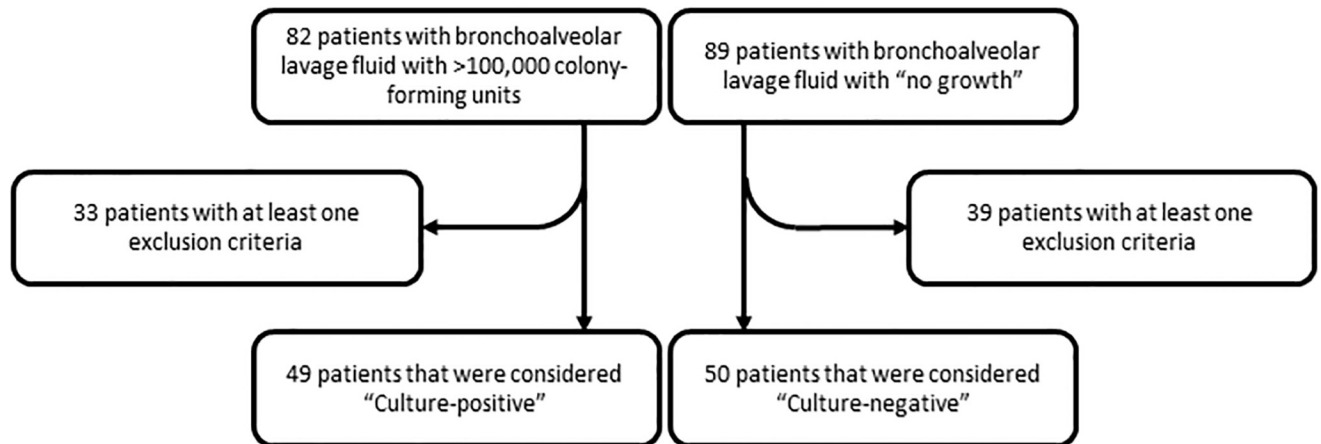 82 patients with bronchoalveolar
lavage fluid with >100,000 colony-
forming units
89 patients with bronchoalveolar
lavage fluid with “no growth”
33 patients with at least one
exclusion criteria
39 patients with at least one
exclusion criteria
49 patients that were considered
“Culture-positive”
50 patients that were considered
“Culture-negative”